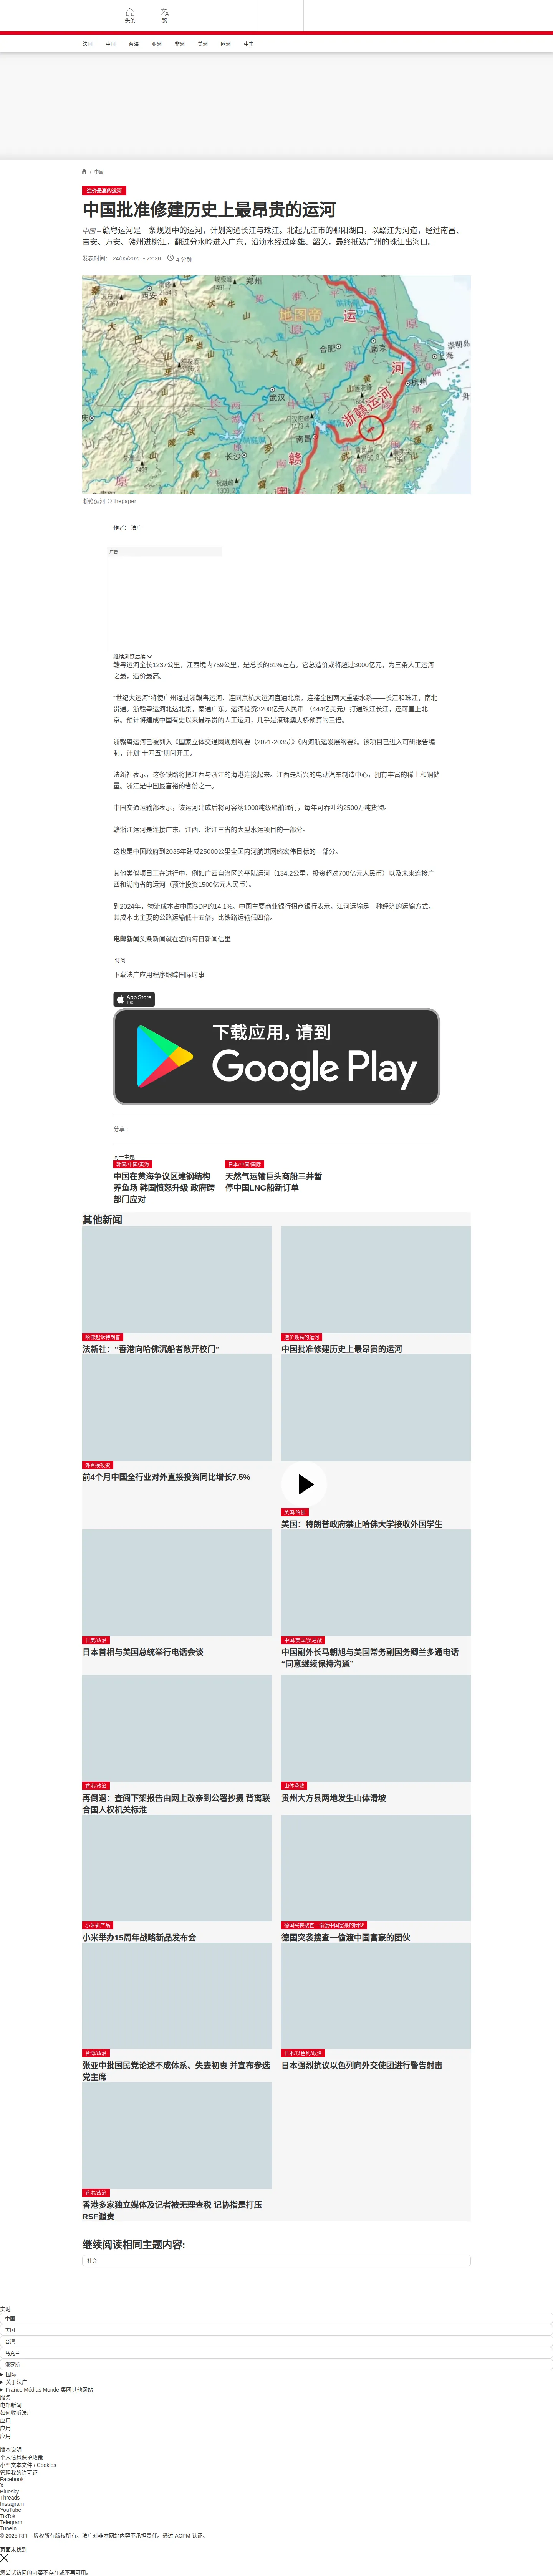 头条
繁
法国
中国
台海
亚洲
非洲
美洲
欧洲
中东
/ 中国
造价最高的运河
中国批准修建历史上最昂贵的运河
中国 – 赣粤运河是一条规划中的运河，计划沟通长江与珠江。北起九江市的鄱阳湖口，以赣江为河道，经过南昌、
吉安、万安、赣州进桃江，翻过分水岭进入广东，沿浈水经过南雄、韶关，最终抵达广州的珠江出海口。
发表时间： 24/05/2025 - 22:28
4 分钟
西安
郑州
地图帝
运
河
合肥
南京
上海
崇明岛
杭州
武汉
浙赣运河
南昌
长沙
赣
粤
浙赣运河 © thepaper
作者： 法广
广告
继续浏览后续
赣粤运河全长1237公里，江西境内759公里，是总长的61%左右。它总造价或将超过3000亿元，为三条人工运河
之最，造价最高。
“世纪大运河”将使广州通过浙赣粤运河、连同京杭大运河直通北京，连接全国两大重要水系——长江和珠江，南北
贯通。浙赣粤运河北达北京，南通广东。运河投资3200亿元人民币 （444亿美元）打通珠江长江，还可直上北
京。预计将建成中国有史以来最昂贵的人工运河，几乎是港珠澳大桥预算的三倍。
浙赣粤运河已被列入《国家立体交通网规划纲要（2021-2035)》《内河航运发展纲要》。该项目已进入可研报告编
制，计划“十四五”期间开工。
法新社表示，这条铁路将把江西与浙江的海港连接起来。江西是新兴的电动汽车制造中心，拥有丰富的稀土和铜储
量。浙江是中国最富裕的省份之一。
中国交通运输部表示，该运河建成后将可容纳1000吨级船舶通行，每年可吞吐约2500万吨货物。
赣浙江运河是连接广东、江西、浙江三省的大型水运项目的一部分。
这也是中国政府到2035年建成25000公里全国内河航道网络宏伟目标的一部分。
其他类似项目正在进行中，例如广西自治区的平陆运河（134.2公里，投资超过700亿元人民币）以及未来连接广
西和湖南省的运河（预计投资1500亿元人民币）。
到2024年，物流成本占中国GDP的14.1%。中国主要商业银行招商银行表示，江河运输是一种经济的运输方式，
其成本比主要的公路运输低十五倍，比铁路运输低四倍。
电邮新闻头条新闻就在您的每日新闻信里
订阅
下载法广应用程序跟踪国际时事
App Store
下载
下载应用，请到
Google Play
分享 :
同一主题
韩国/中国/黄海
中国在黄海争议区建钢结构
养鱼场 韩国愤怒升级 政府跨
部门应对
日本/中国/国际
天然气运输巨头商船三井暂
停中国LNG船新订单
其他新闻
哈佛起诉特朗普
法新社：“香港向哈佛沉船者敞开校门”
造价最高的运河
中国批准修建历史上最昂贵的运河
外直接投资
前4个月中国全行业对外直接投资同比增长7.5%
美国/哈佛
美国：特朗普政府禁止哈佛大学接收外国学生
日美/政治
日本首相与美国总统举行电话会谈
中国/美国/贸易战
中国副外长马朝旭与美国常务副国务卿兰多通电话
“同意继续保持沟通”
香港/政治
再倒退：查阅下架报告由网上改亲到公署抄摄 背离联
合国人权机关标准
山体滑坡
贵州大方县两地发生山体滑坡
小米新产品
小米举办15周年战略新品发布会
德国突袭搜查一偷渡中国富豪的团伙
德国突袭搜查一偷渡中国富豪的团伙
台湾/政治
张亚中批国民党论述不成体系、失去初衷 并宣布参选
党主席
日本/以色列/政治
日本强烈抗议以色列向外交使团进行警告射击
香港/政治
香港多家独立媒体及记者被无理查税 记协指是打压
RSF谴责
继续阅读相同主题内容:
社会
实时
中国
美国
台湾
乌克兰
俄罗斯
国际
关于法广
France Médias Monde 集团其他网站
服务
电邮新闻
如何收听法广
应用
应用
应用
版本说明
个人信息保护政策
小型文本文件 / Cookies
管理我的许可证
Facebook
X
Bluesky
Threads
Instagram
YouTube
TikTok
Telegram
TuneIn
© 2025 RFI – 版权所有版权所有。法广对非本网站内容不承担责任。通过 ACPM 认证。
页面未找到
您尝试访问的内容不存在或不再可用。